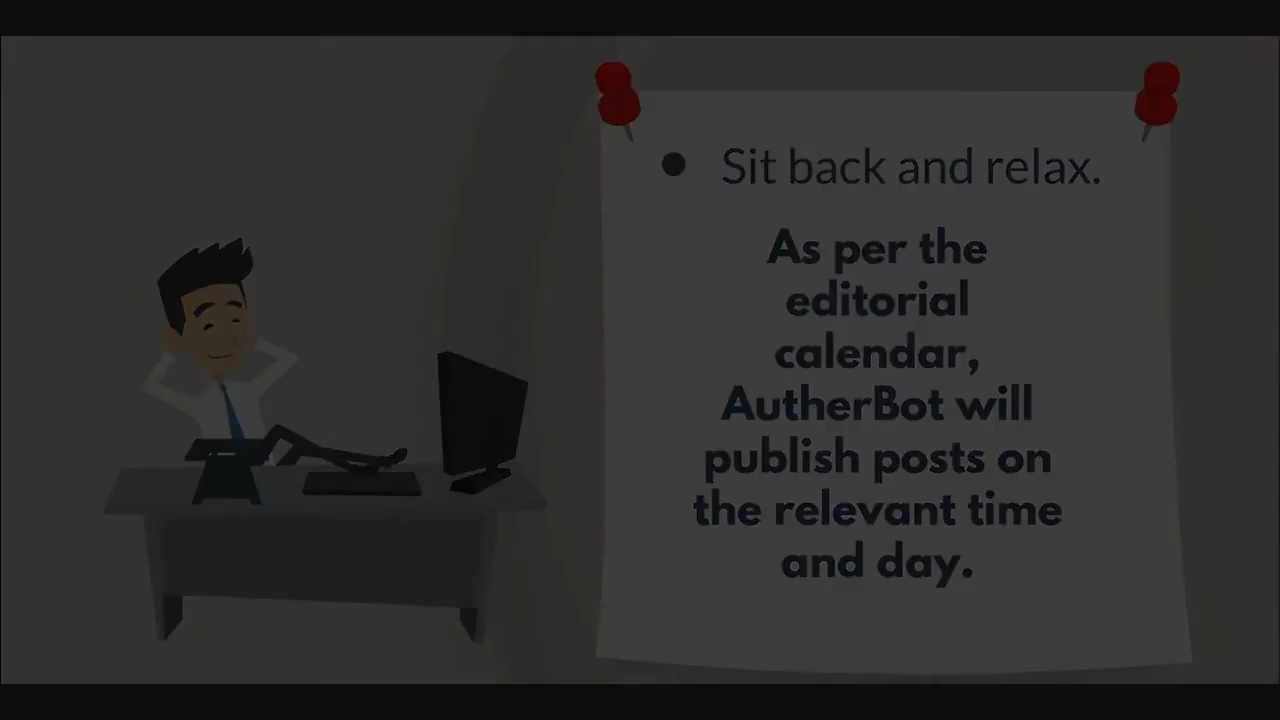 • Sit back and relax.
As per the
editorial
calendar,
AutherBot will
publish posts on
the relevant time
and day.